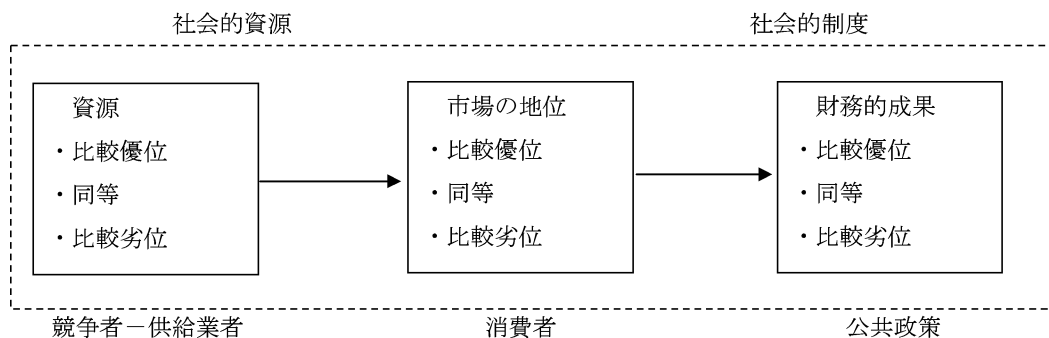 社会的資源
社会的制度
資源
・比較優位
・同等
・比較劣位
市場の地位
・比較優位
・同等
・比較劣位
財務的成果
・比較優位
・同等
・比較劣位
競争者－供給業者
消費者
公共政策